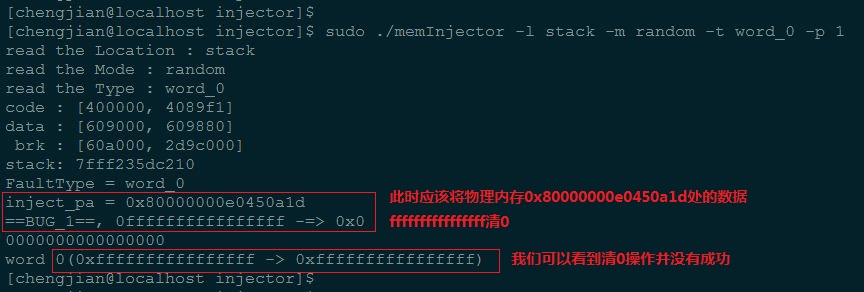 [chengjian@localhost injector]$
[chengjian@localhost injector]$ sudo ./memInjector -l stack -m random -t word_0 -p 1
read the Location : stack
read the Mode : random
read the Type : word_0
code : [400000, 4089f1]
data : [609000, 609880]
brk : [60a000, 2d9c000]
stack: 7fff235dc210
FaultType = word_0
inject_pa = 0x80000000e0450a1d
此时应该将物理内存0x80000000e0450a1d处的数据
==BUG_1==, 0ffffffffffffffff --=> 0x0
ffffffffffffffff清0
0000000000000000
word 0(0xffffffffffffffff -> 0xffffffffffffffff)
我们可以看到清0操作并没有成功
[chengjian@localhost injector]$